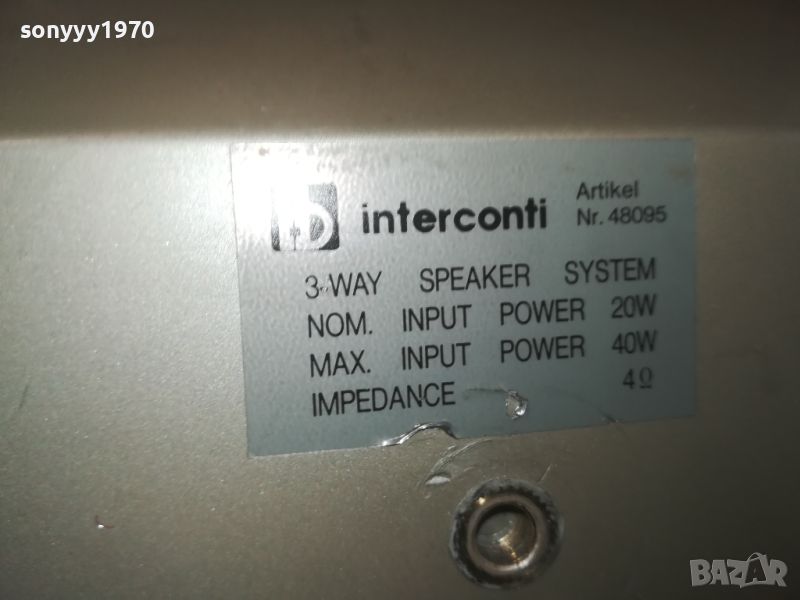 sonyyy1970
interconti
Artikel
Nr. 48095
3-WAY SPEAKER SYSTEM
NOM. INPUT POWER 20W
MAX. INPUT POWER 40W
IMPEDANCE 4Ω
BAZAR